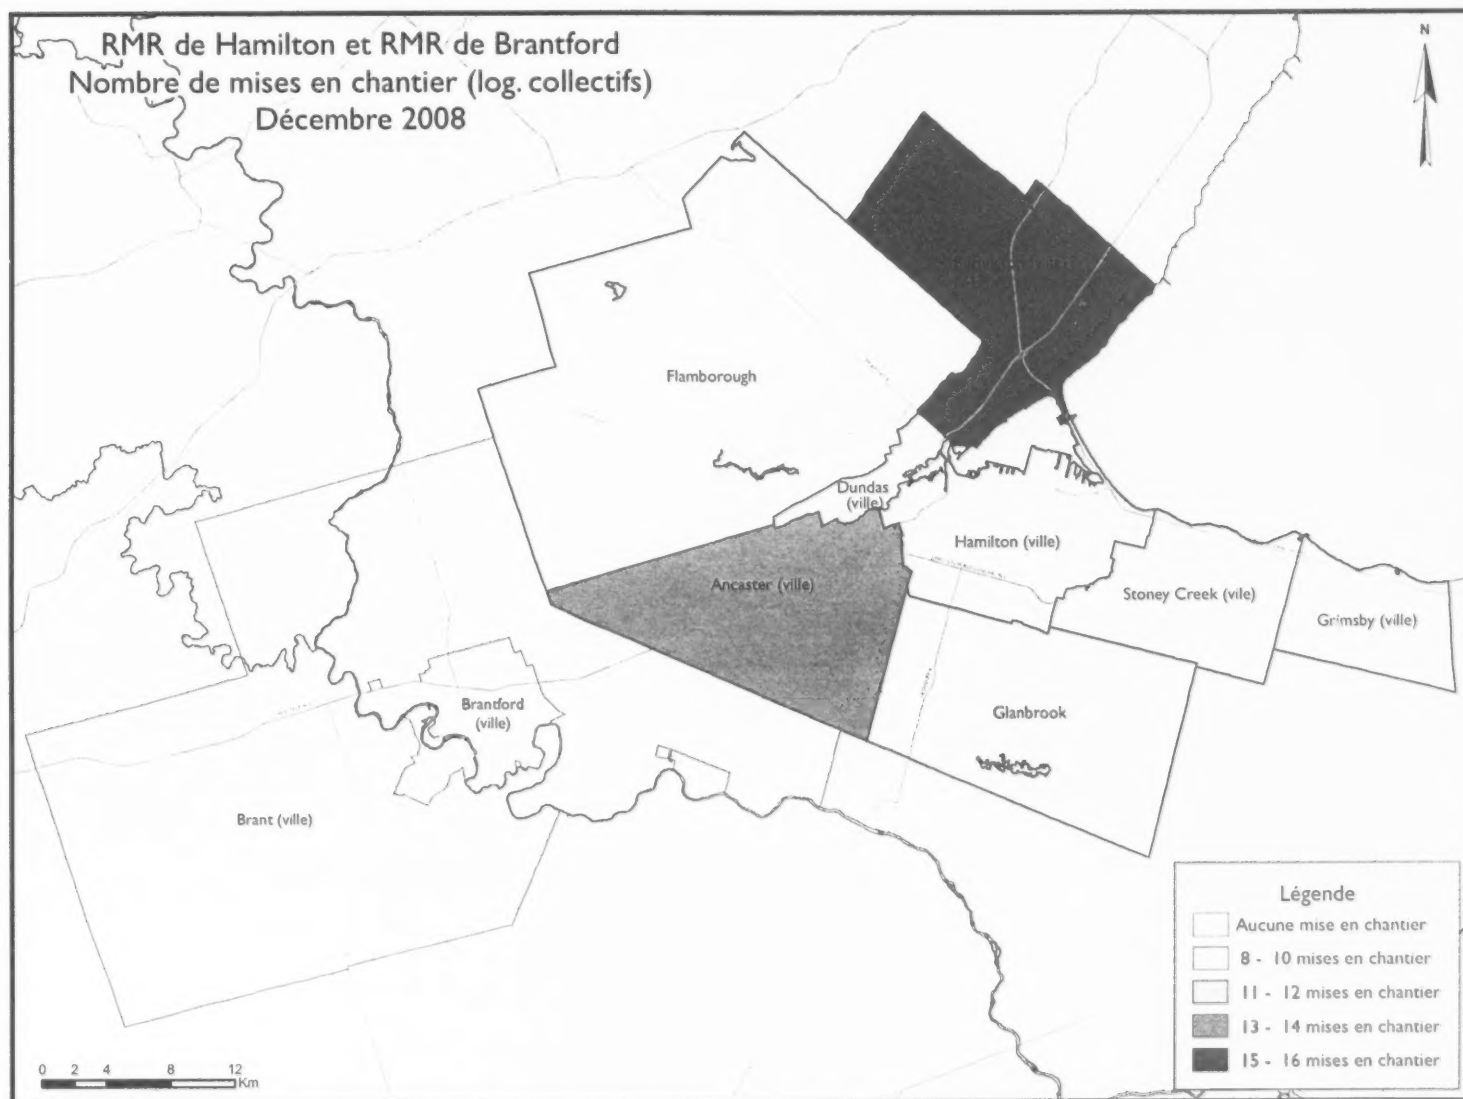 RMR de Hamilton et RMR de Brantford
Nombre de mises en chantier (log. collectifs)
Décembre 2008
N
Flamborough
Dundas
(ville)
Hamilton (ville)
Ancaster (ville)
Stoney Creek (vile)
Grimsby (ville)
Brantford
(ville)
Glanbrook
Brant (ville)
Légende
Aucune mise en chantier
8 - 10 mises en chantier
11 - 12 mises en chantier
13 - 14 mises en chantier
15 - 16 mises en chantier
0 2 4 8 12
Km